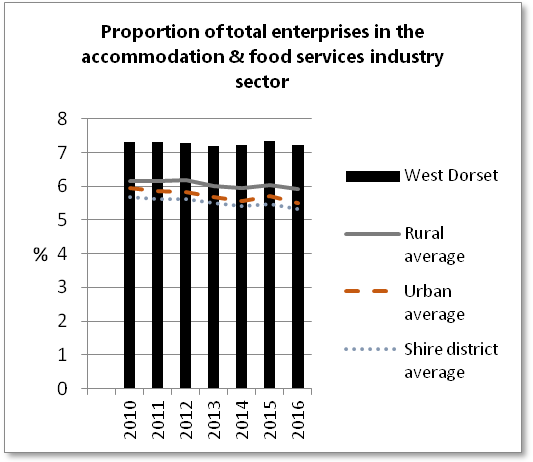 Proportion of total enterprises in the
accommodation & food services industry
sector
8
7
6
5
%
4
3
2
1
0
2010
2011
2012
2013
2014
2015
2016
West Dorset
Rural
average
Urban
average
Shire district
average